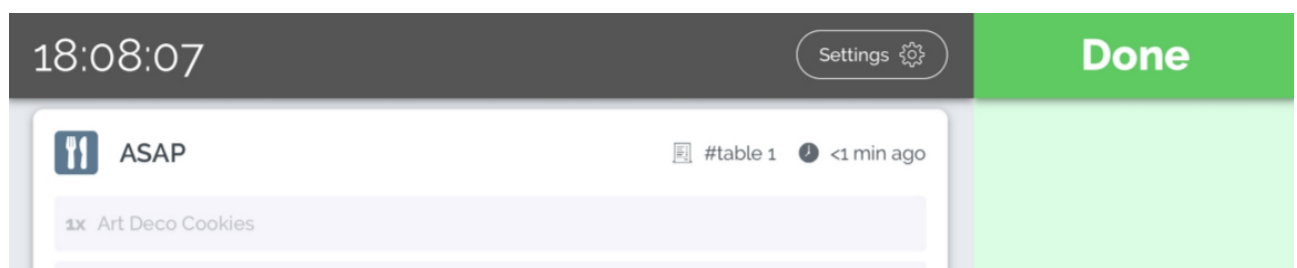 18:08:07 Settings Done
ASAP #table 1 <1 min ago
1x Art Deco Cookies